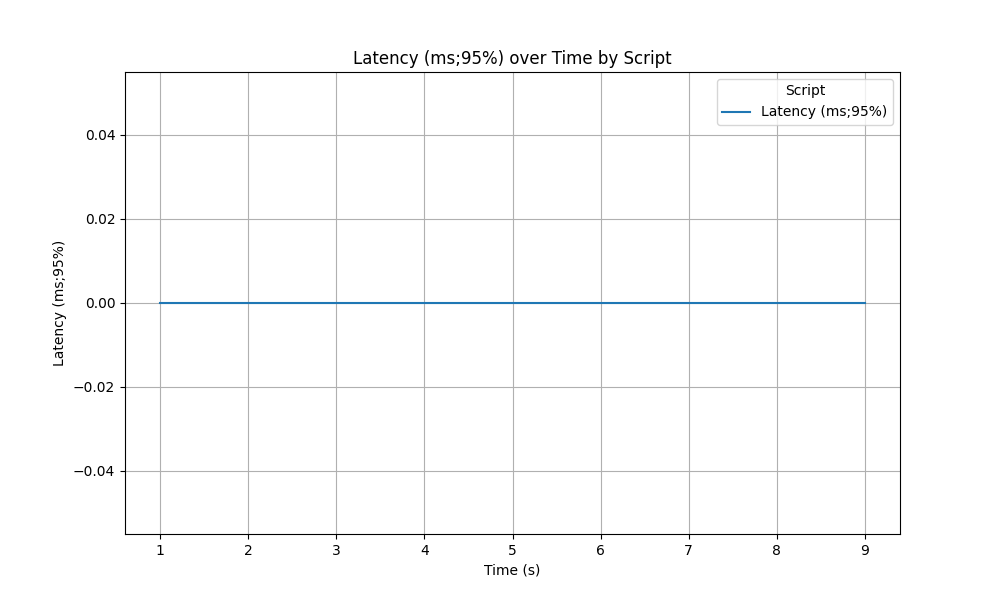 Latency (ms;95%) over Time by Script
Script
Latency (ms;95%)
Latency (ms;95%)
0.04
0.02
0.00
−0.02
−0.04
1 2 3 4 5 6 7 8 9
Time (s)